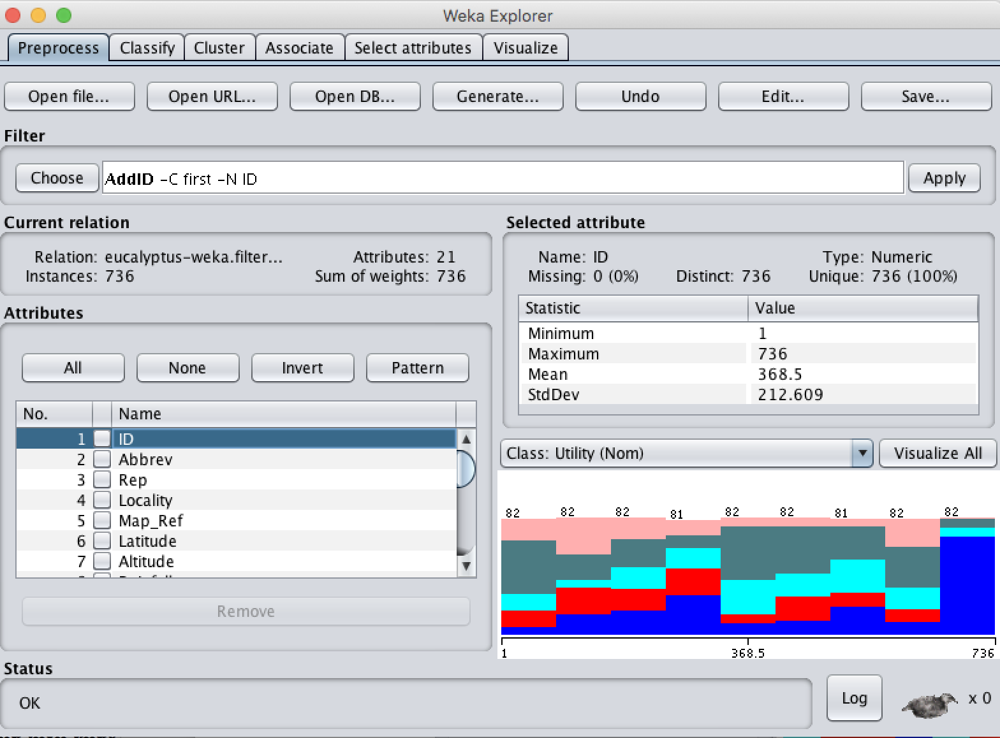 Weka Explorer
Preprocess Classify Cluster Associate Select attributes Visualize
Open file... Open URL... Open DB... Generate... Undo Edit... Save...
Filter
Choose AddID -C first -N ID Apply
Current relation
Relation: eucalyptus-weka.filter... Attributes: 21
Instances: 736 Sum of weights: 736
Selected attribute
Name: ID Type: Numeric
Missing: 0 (0%) Distinct: 736 Unique: 736 (100%)
Statistic Value
Minimum 1
Maximum 736
Mean 368.5
StdDev 212.609
Attributes
All None Invert Pattern
No. Name
1 ID
2 Abbrev
3 Rep
4 Locality
5 Map_Ref
6 Latitude
7 Altitude
Remove
Class: Utility (Nom) Visualize All
82 82 82 81 82 82 81 82 82
1 368.5 736
Status
OK
Log x 0